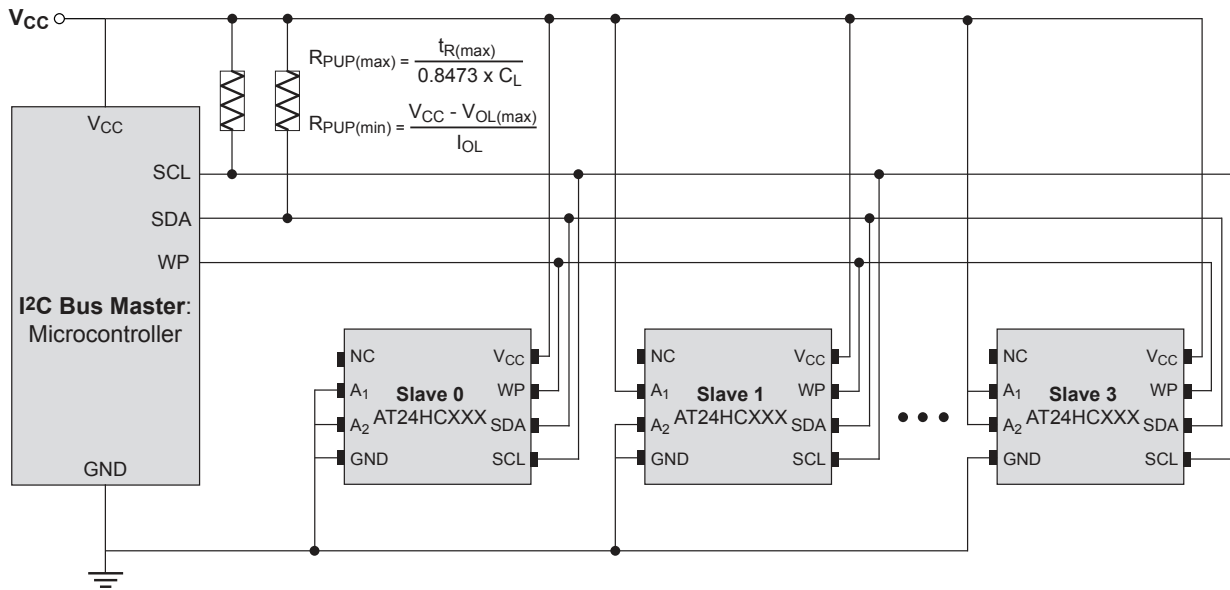 VCC
RPUP(max) = tR(max)
0.8473 x CL
RPUP(min) = VCC - VOL(max)
IOL
VCC
SCL
SDA
WP
I2C Bus Master:
Microcontroller
GND
NC
A1
A2
GND
Slave 0
AT24HCXXX
VCC
WP
SDA
SCL
NC
A1
A2
GND
Slave 1
AT24HCXXX
VCC
WP
SDA
SCL
NC
A1
A2
GND
Slave 3
AT24HCXXX
VCC
WP
SDA
SCL